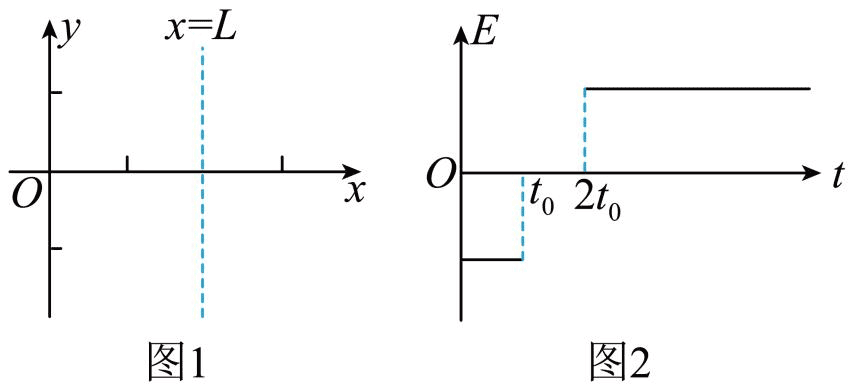 y
x=L
O
x
图1
E
O
t₀
2t₀
t
图2